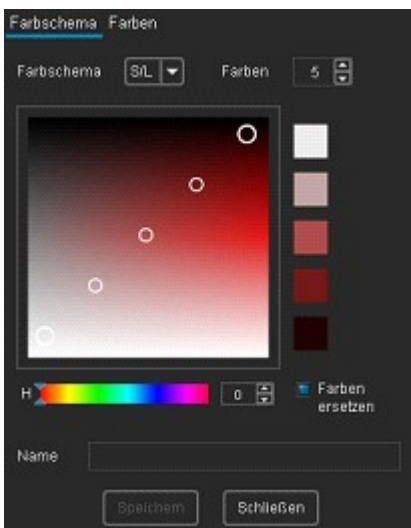 Farbschema Farben
Farbschema S/L Farben 5
H 0 Farben
ersetzen
Name
Speichern Schließen